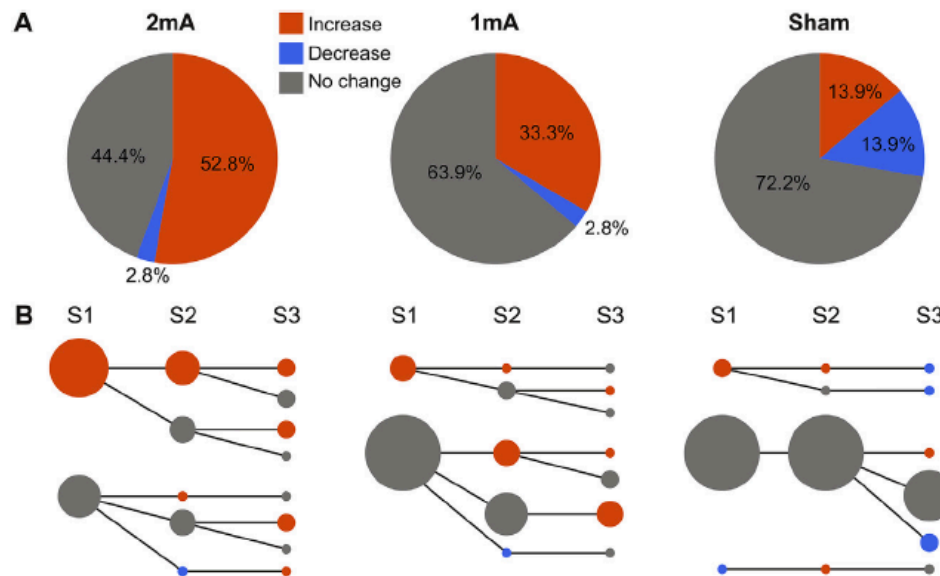 A 2mA 1mA Sham
Increase
Decrease
No change
44.4% 52.8% 2.8%
33.3% 63.9% 2.8%
13.9% 13.9% 72.2%
B S1 S2 S3 S1 S2 S3 S1 S2 S3